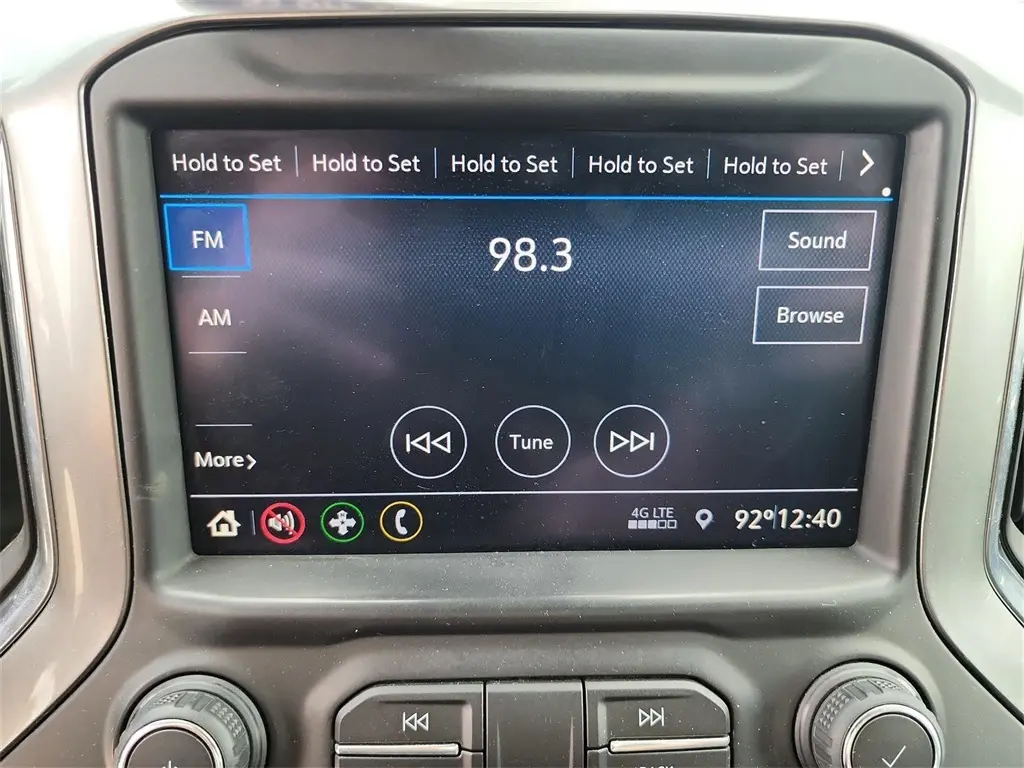 Hold to Set Hold to Set Hold to Set Hold to Set Hold to Set
FM
98.3
Sound
AM
Browse
Tune
More
4G LTE
92° 12:40